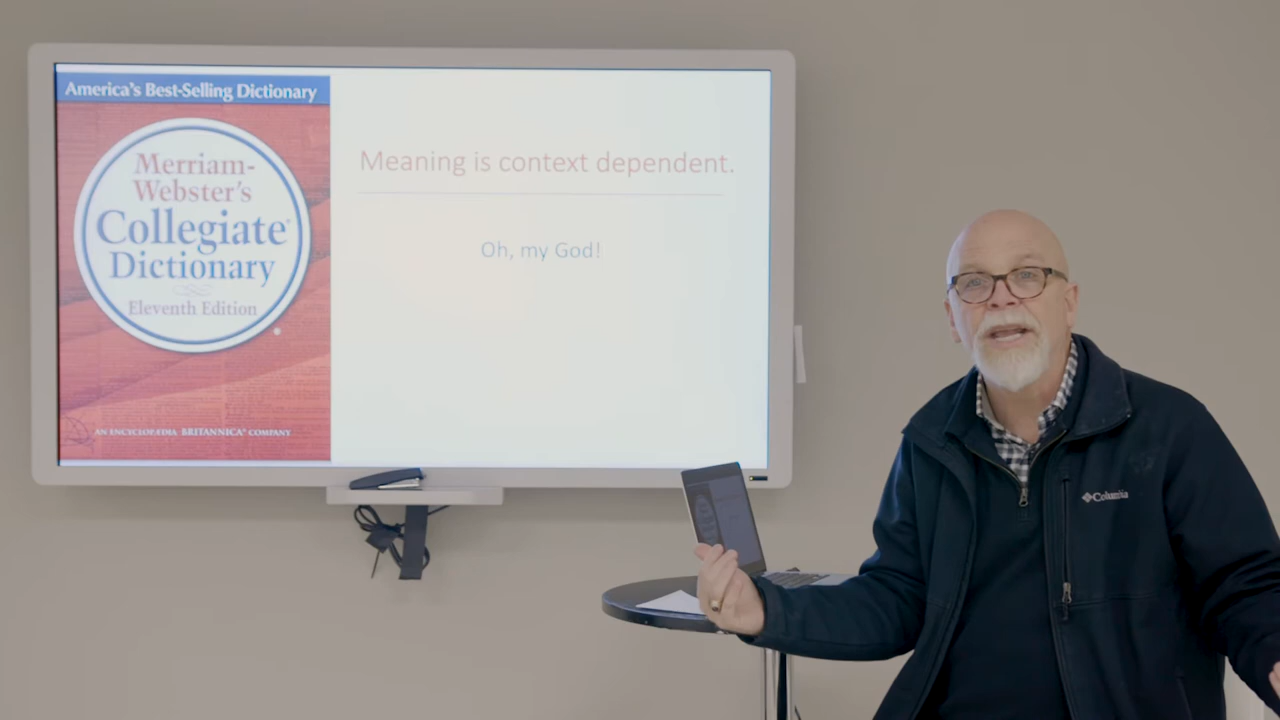 America's Best-Selling Dictionary
Merriam-
Webster's
Collegiate®
Dictionary
Eleventh Edition
AN ENCYCLOPÆDIA BRITANNICA® COMPANY
Meaning is context dependent.
Oh, my God!
Columbia